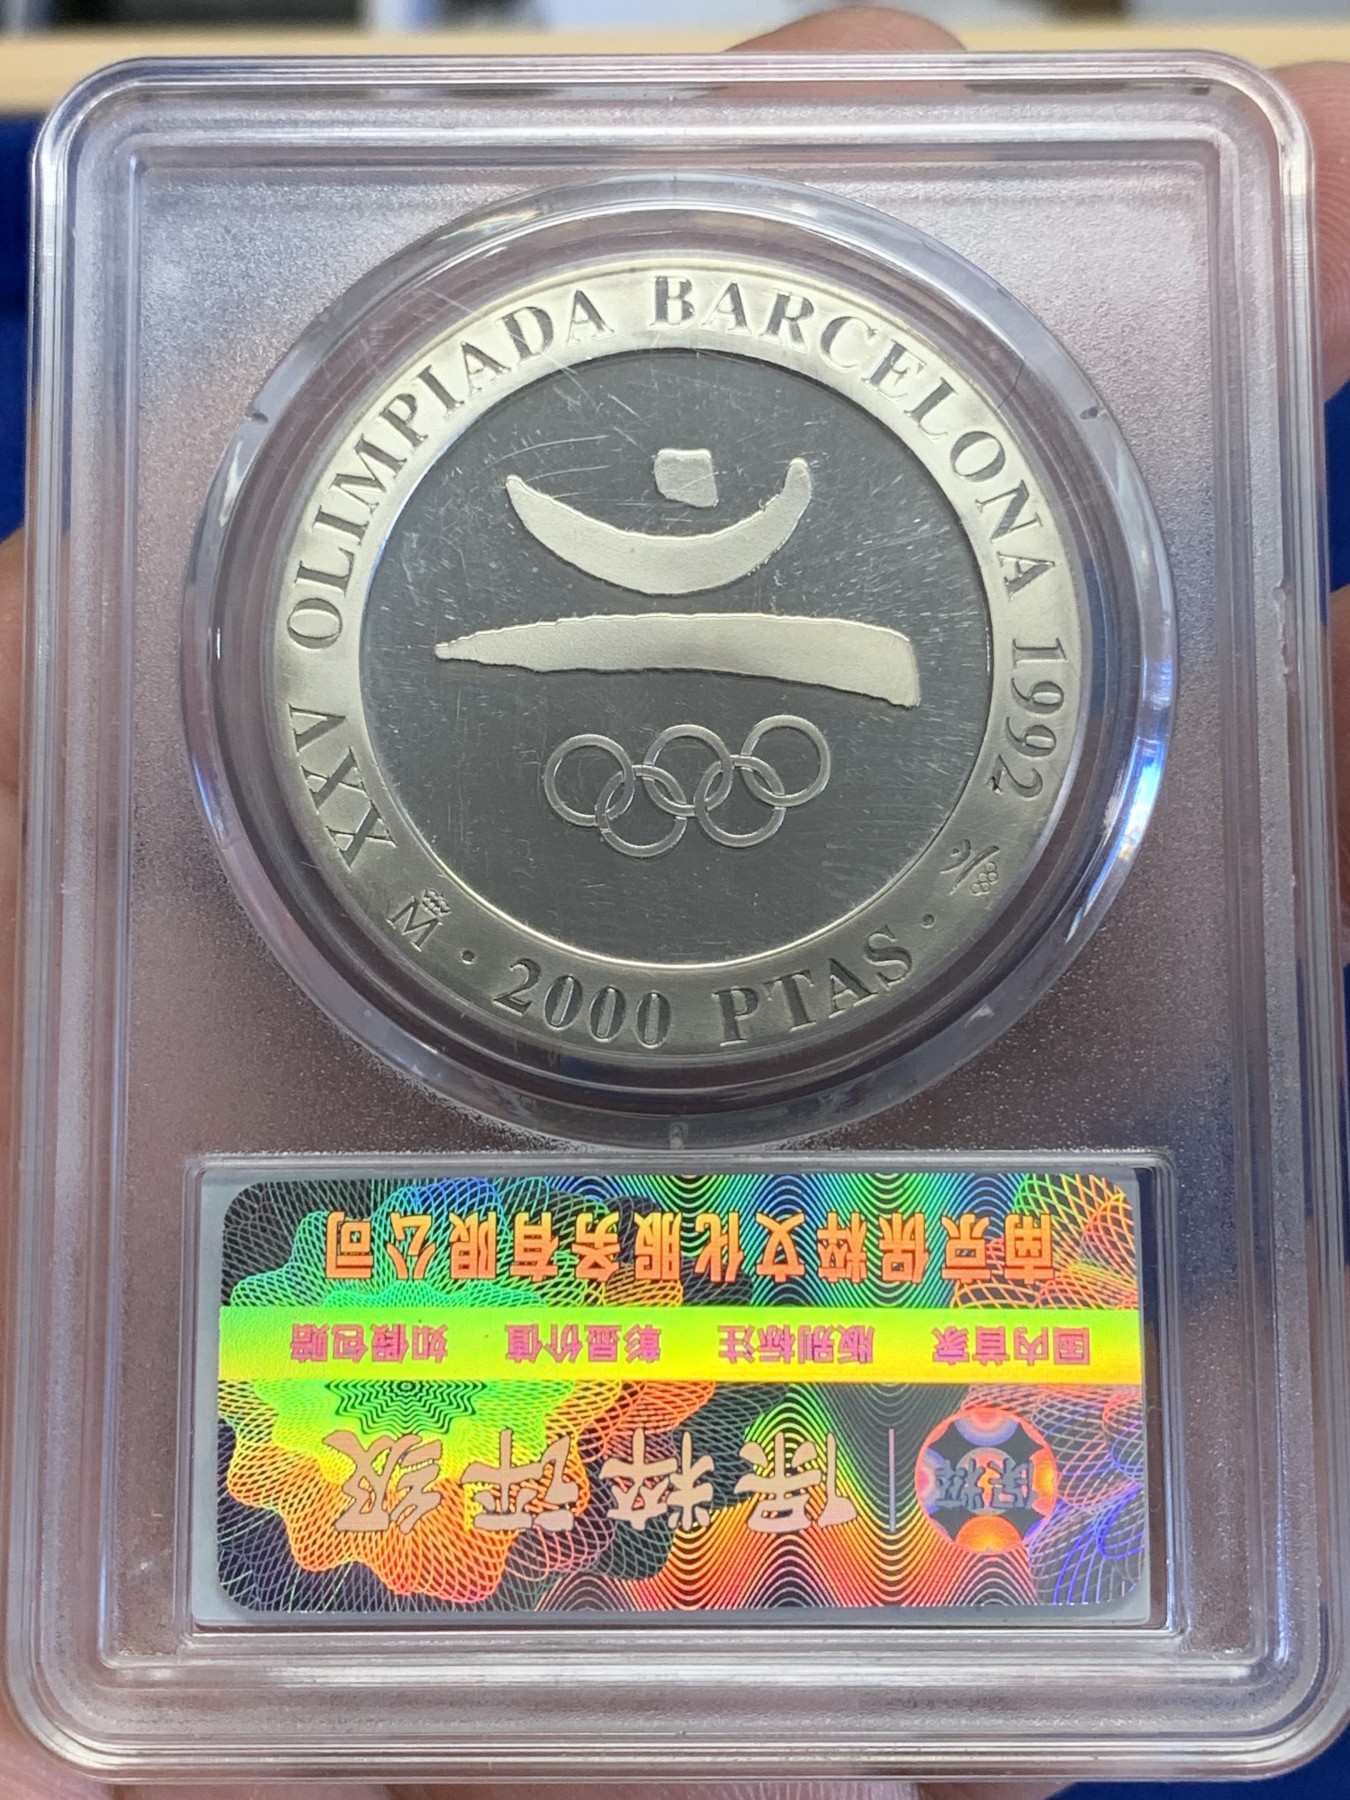 XXV OLIMPIADA BARCELONA 1992
M · 2000 PTAS ·
保粹 保粹评级
国内首家 版别标注 彰显价值 如假包赔
南京保粹文化服务有限公司